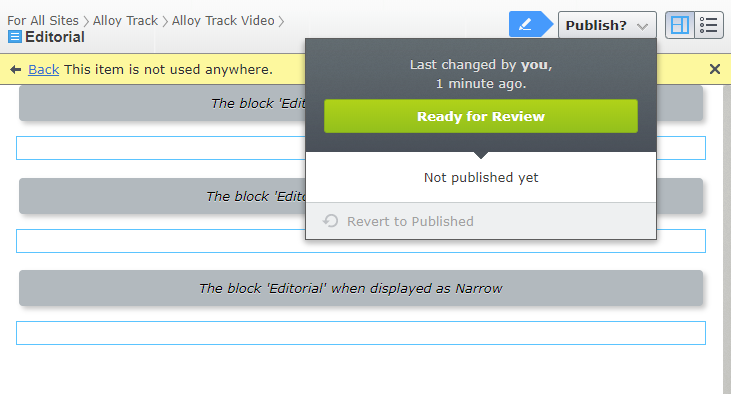 For All Sites > Alloy Track > Alloy Track Video >
Editorial
Publish?
Back This item is not used anywhere.
Last changed by you,
1 minute ago.
Ready for Review
Not published yet
Revert to Published
The block 'Edit
The block 'Edito
The block 'Editorial' when displayed as Narrow